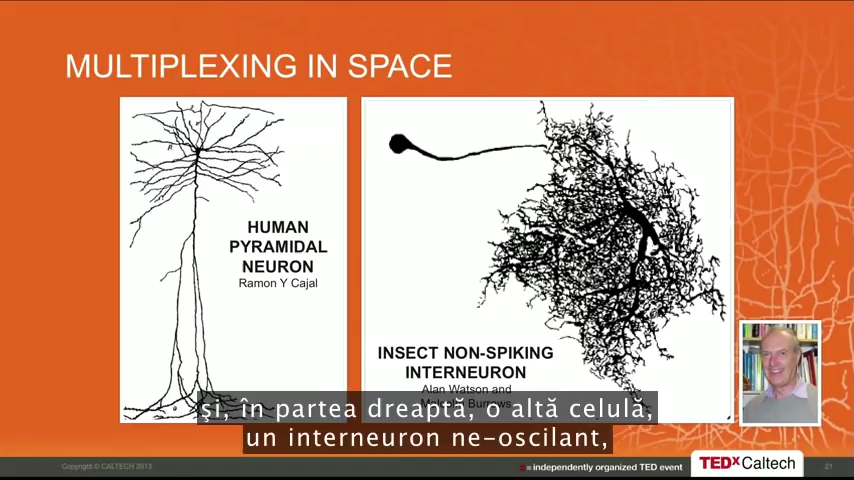 MULTIPLEXING IN SPACE
HUMAN
PYRAMIDAL
NEURON
Ramon Y Cajal
INSECT NON-SPIKING
INTERNEURON
Alan Watson and
Malcolm Burrows
și, în partea dreaptă, o altă celulă,
un interneuron ne-oscilant,
Copyright © CALTECH 2013
= independently organized TED event
TEDxCaltech
21